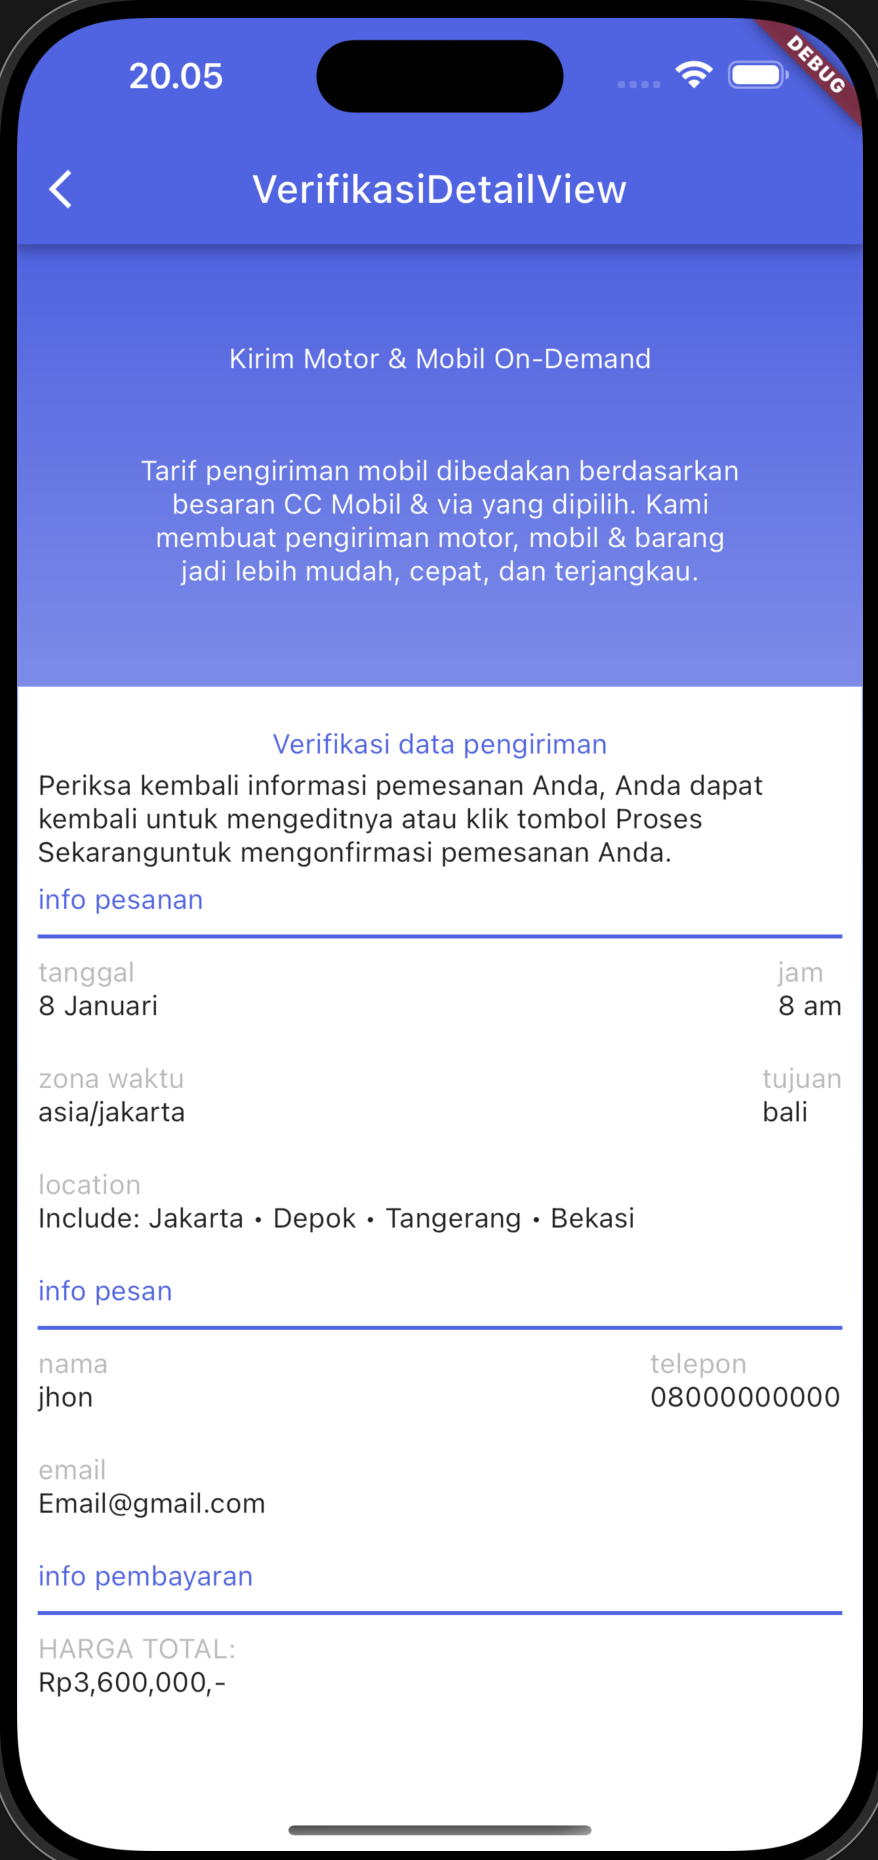 20.05
DEBUG
VerifikasiDetailView
Kirim Motor & Mobil On-Demand
Tarif pengiriman mobil dibedakan berdasarkan
besaran CC Mobil & via yang dipilih. Kami
membuat pengiriman motor, mobil & barang
jadi lebih mudah, cepat, dan terjangkau.
Verifikasi data pengiriman
Periksa kembali informasi pemesanan Anda, Anda dapat
kembali untuk mengeditnya atau klik tombol Proses
Sekaranguntuk mengonfirmasi pemesanan Anda.
info pesanan
tanggal jam
8 Januari 8 am
zona waktu tujuan
asia/jakarta bali
location
Include: Jakarta • Depok • Tangerang • Bekasi
info pesan
nama telepon
jhon 08000000000
email
Email@gmail.com
info pembayaran
HARGA TOTAL:
Rp3,600,000,-